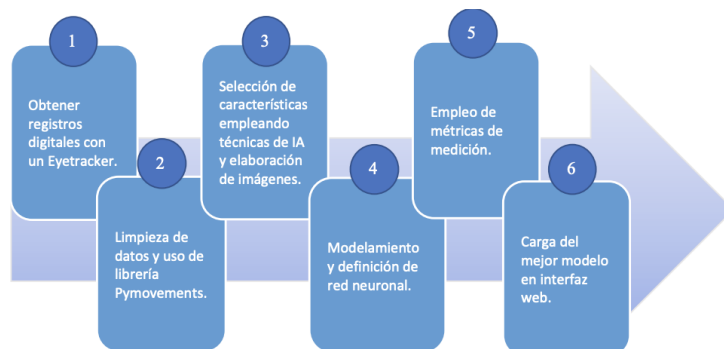 1
Obtener
registros
digitales con
un Eyetracker.
2
Limpieza de
datos y uso de
librería
Pymovements.
3
Selección de
características
empleando
técnicas de IA
y elaboración
de imágenes.
4
Modelamiento
y definición de
red neuronal.
5
Empleo de
métricas de
medición.
6
Carga del
mejor modelo
en interfaz
web.